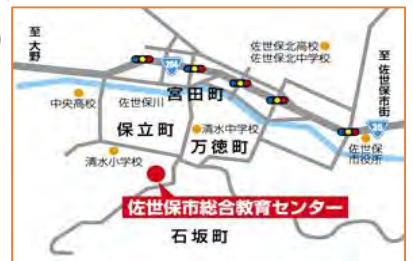 至大野
佐世保北高校
佐世保北中学校
至佐世保市街
204
宮田町
中央高校
佐世保川
保立町
清水中学校
万徳町
佐世保
市役所
清水小学校
佐世保市総合教育センター
石坂町